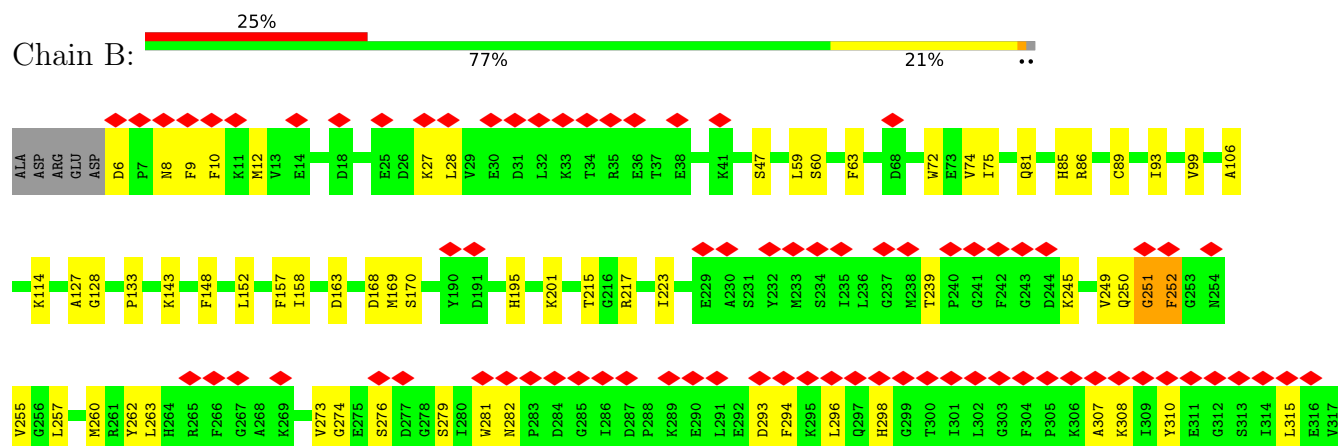 25%
Chain B:
77% 21% ••
ALA ASP ARG GLU ASP D6 P7 N8 F9 F10 K11 M12 V13 E14 D18 E25 D26 K27 L28 V29 E30 D31 L32 K33 T34 R35 E36 T37 E38 K41 S47 L59 S60 F63 D68 W72 E73 V74 I75 Q81 H85 R86 C89 I93 V99 A106
K114 A127 G128 P133 K143 F148 L152 F157 I158 D163 D168 M169 S170 Y190 D191 H195 K201 T215 G216 R217 I223 E229 A230 S231 Y232 M233 S234 I235 L236 G237 M238 T239 P240 G241 F242 G243 D244 K245 V249 Q250 G251 F252 G253 N254
V255 G256 L257 M260 R261 Y262 L263 H264 R265 F266 G267 A268 K269 V273 G274 E275 S276 D277 G278 S279 I280 W281 N282 P283 D284 G285 I286 D287 P288 K289 E290 L291 E292 D293 F294 K295 L296 Q297 H298 G299 T300 I301 L302 G303 F304 P305 K306 A307 K308 I309 Y310 E311 G312 S313 I314 L315 E316 V317